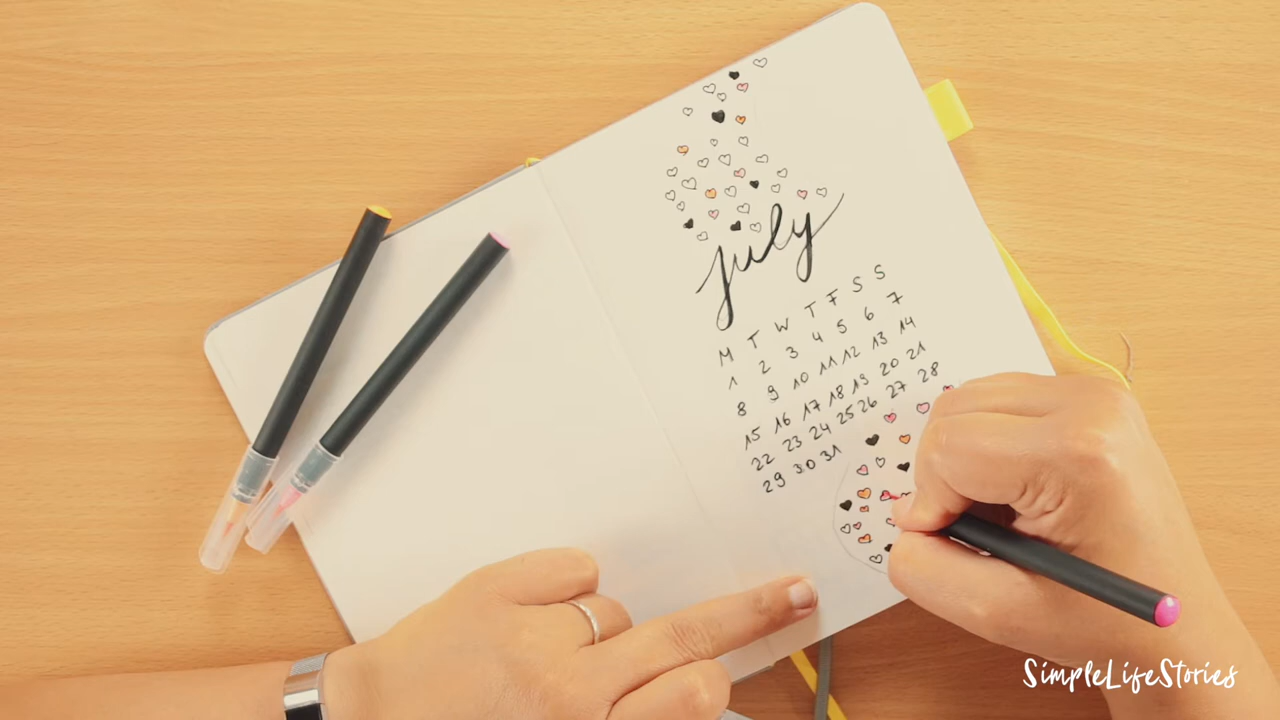 july
M T W T F S S
1 2 3 4 5 6 7
8 9 10 11 12 13 14
15 16 17 18 19 20 21
22 23 24 25 26 27 28
29 30 31
SimpleLifeStories